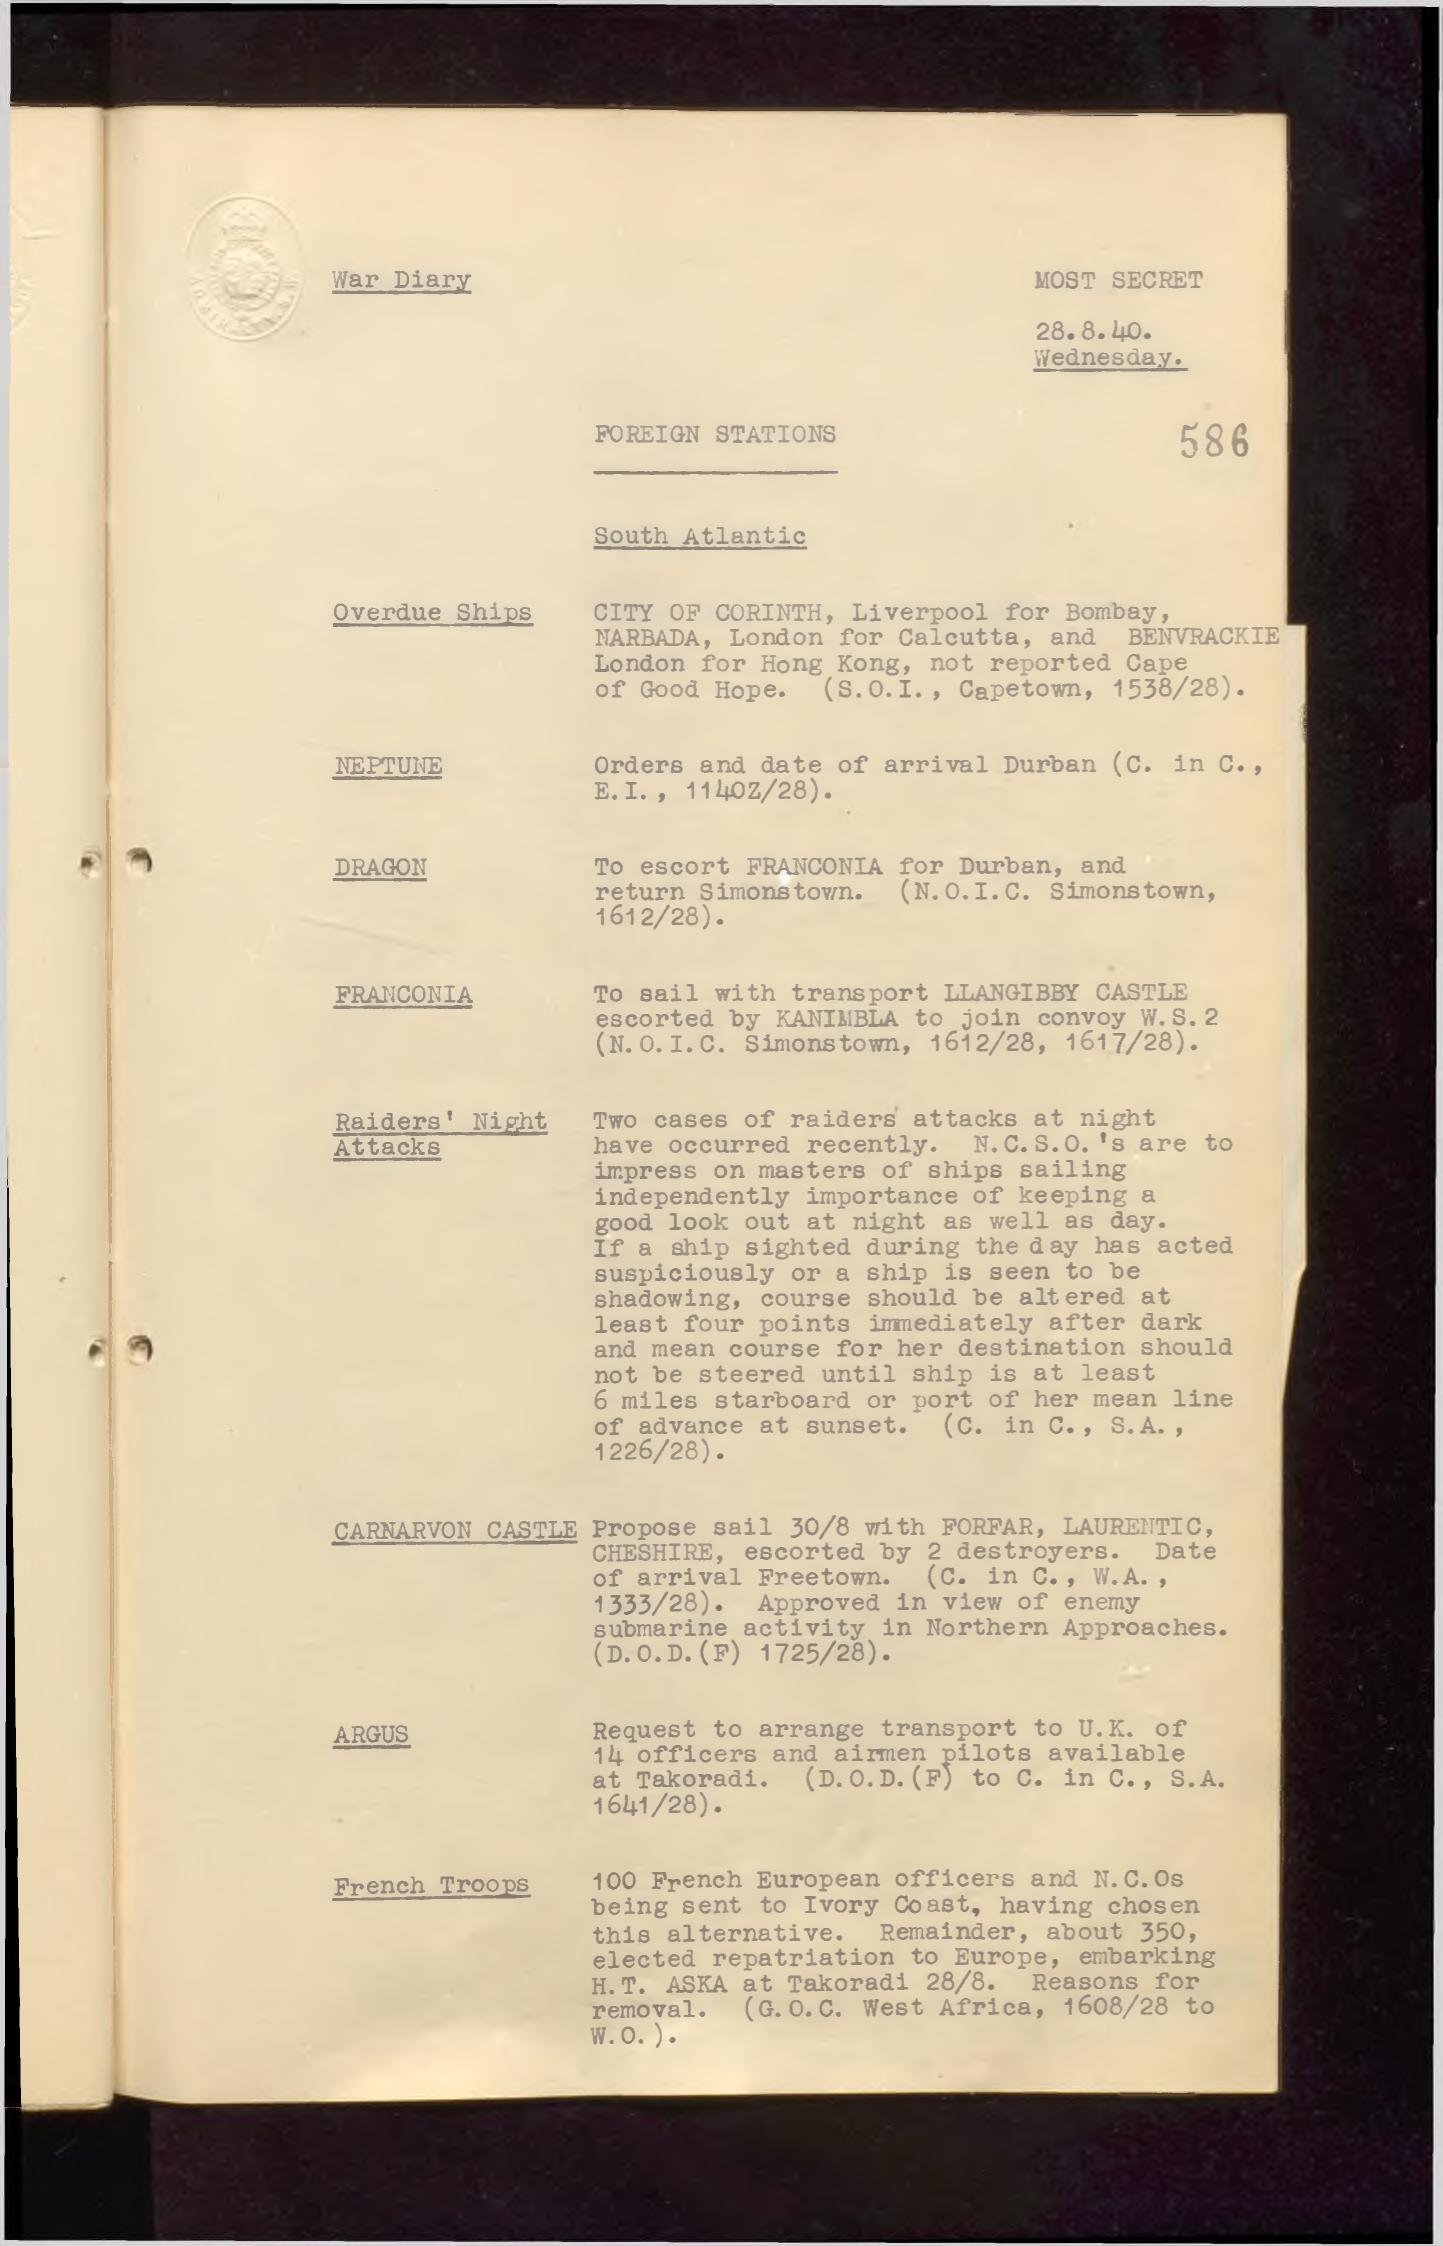 War Diary
MOST SECRET
28.8.40.
Wednesday.
FOREIGN STATIONS
586
South Atlantic
Overdue Ships
CITY OF CORINTH, Liverpool for Bombay,
NARBADA, London for Calcutta, and BENVRACKIE
London for Hong Kong, not reported Cape
of Good Hope. (S.O.I., Capetown, 1538/28).
NEPTUNE
Orders and date of arrival Durban (C. in C.,
E.I., 1140Z/28).
DRAGON
To escort FRANCONIA for Durban, and
return Simonstown. (N.O.I.C. Simonstown,
1612/28).
FRANCONIA
To sail with transport LLANGIBBY CASTLE
escorted by KANIMBLA to join convoy W.S.2
(N.O.I.C. Simonstown, 1612/28, 1617/28).
Raiders' Night
Attacks
Two cases of raiders' attacks at night
have occurred recently. N.C.S.O.'s are to
impress on masters of ships sailing
independently importance of keeping a
good look out at night as well as day.
If a ship sighted during the day has acted
suspiciously or a ship is seen to be
shadowing, course should be altered at
least four points immediately after dark
and mean course for her destination should
not be steered until ship is at least
6 miles starboard or port of her mean line
of advance at sunset. (C. in C., S.A.,
1226/28).
CARNARVON CASTLE
Propose sail 30/8 with FORFAR, LAURENTIC,
CHESHIRE, escorted by 2 destroyers. Date
of arrival Freetown. (C. in C., W.A.,
1333/28). Approved in view of enemy
submarine activity in Northern Approaches.
(D.O.D.(F) 1725/28).
ARGUS
Request to arrange transport to U.K. of
14 officers and airmen pilots available
at Takoradi. (D.O.D.(F) to C. in C., S.A.
1641/28).
French Troops
100 French European officers and N.C.Os
being sent to Ivory Coast, having chosen
this alternative. Remainder, about 350,
elected repatriation to Europe, embarking
H.T. ASKA at Takoradi 28/8. Reasons for
removal. (G.O.C. West Africa, 1608/28 to
W.O.).